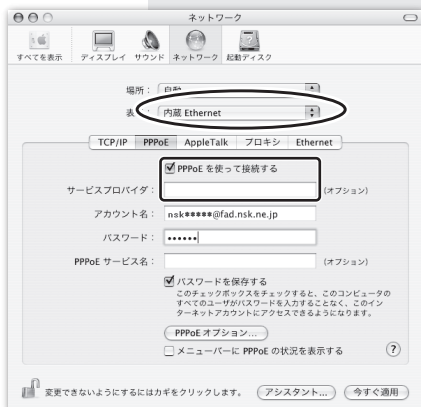 ネットワーク
すべてを表示 ディスプレイ サウンド ネットワーク 起動ディスク
場所： 自動
内蔵 Ethernet
TCP/IP PPPoE AppleTalk プロキシ Ethernet
PPPoE を使って接続する
サービスプロバイダ： (オプション)
アカウント名： nsk*****@fad.nsk.ne.jp
パスワード： ••••••
PPPoE サービス名： (オプション)
パスワードを保存する
このチェックボックスをチェックすると、このコンピュータの
すべてのユーザがパスワードを入力することなく、このイン
ターネットアカウントにアクセスできるようになります。
PPPoE オプション...
メニューバーに PPPoE の状況を表示する ?
変更できないようにするにはカギをクリックします。 アシスタント... 今すぐ適用